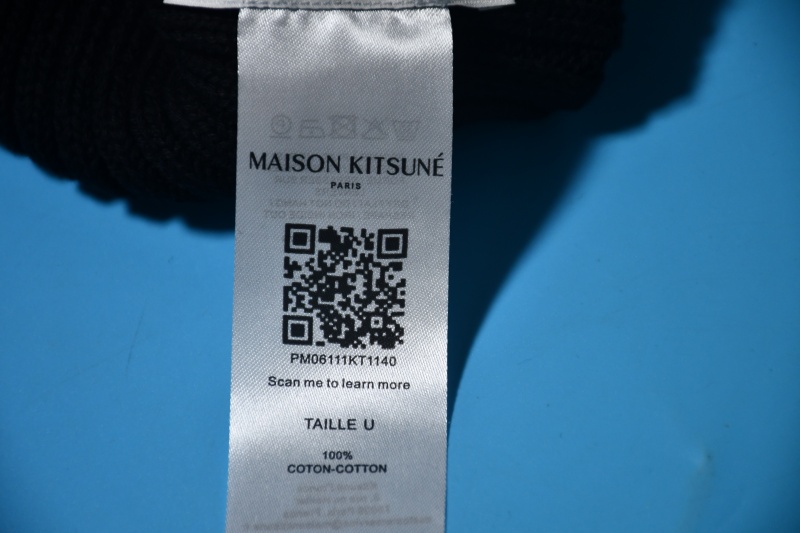 MAISON KITSUNÉ
PARIS
PM06111KT1140
Scan me to learn more
TAILLE U
100%
COTON-COTTON